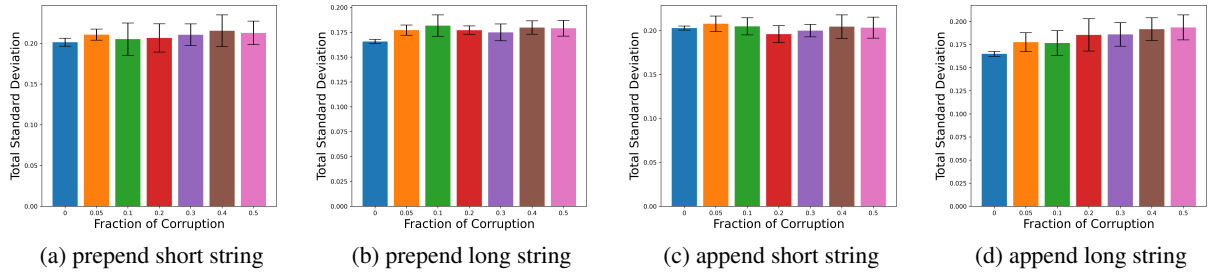 Total Standard Deviation
0.20
0.15
0.10
0.05
0.00
0 0.05 0.1 0.2 0.3 0.4 0.5
Fraction of Corruption
(a) prepend short string
Total Standard Deviation
0.200
0.175
0.150
0.125
0.100
0.075
0.050
0.025
0.000
0 0.05 0.1 0.2 0.3 0.4 0.5
Fraction of Corruption
(b) prepend long string
Total Standard Deviation
0.20
0.15
0.10
0.05
0.00
0 0.05 0.1 0.2 0.3 0.4 0.5
Fraction of Corruption
(c) append short string
Total Standard Deviation
0.200
0.175
0.150
0.125
0.100
0.075
0.050
0.025
0.000
0 0.05 0.1 0.2 0.3 0.4 0.5
Fraction of Corruption
(d) append long string